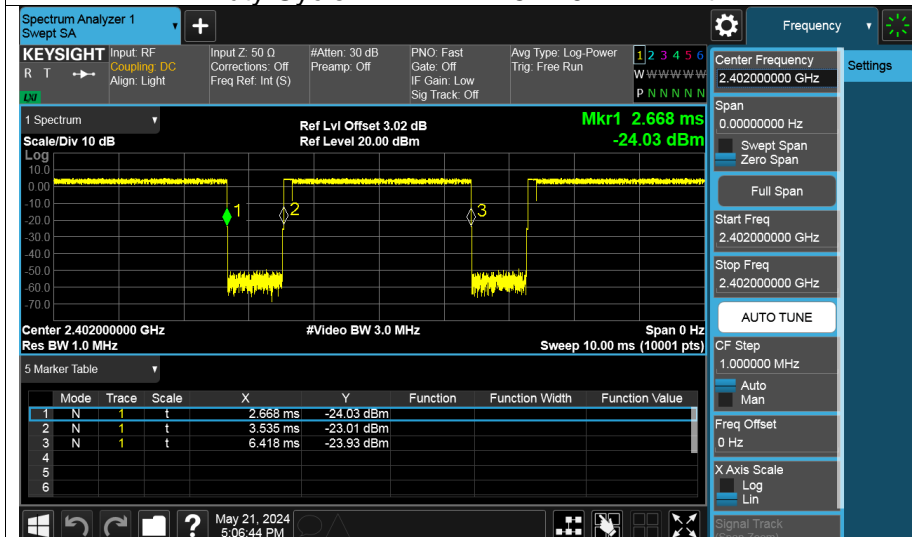 Spectrum Analyzer 1
Swept SA
+
Frequency
KEYSIGHT
R T
LXI
Input: RF
Coupling: DC
Align: Light
Input Z: 50 Ω
Corrections: Off
Freq Ref: Int (S)
#Atten: 30 dB
Preamp: Off
PNO: Fast
Gate: Off
IF Gain: Low
Sig Track: Off
Avg Type: Log-Power
Trig: Free Run
1 2 3 4 5 6
W W W W W W
P N N N N N
1 Spectrum
Scale/Div 10 dB
Ref Lvl Offset 3.02 dB
Ref Level 20.00 dBm
Mkr1 2.668 ms
-24.03 dBm
Log
10.0
0.00
-10.0
-20.0
-30.0
-40.0
-50.0
-60.0
-70.0
1
2
3
Center 2.402000000 GHz
#Video BW 3.0 MHz
Span 0 Hz
Res BW 1.0 MHz
Sweep 10.00 ms (10001 pts)
5 Marker Table
Mode Trace Scale X Y Function Function Width Function Value
1 N 1 t 2.668 ms -24.03 dBm
2 N 1 t 3.535 ms -23.01 dBm
3 N 1 t 6.418 ms -23.93 dBm
4
5
6
?
May 21, 2024
5:06:44 PM
Center Frequency
2.402000000 GHz
Span
0.00000000 Hz
Swept Span
Zero Span
Full Span
Start Freq
2.402000000 GHz
Stop Freq
2.402000000 GHz
AUTO TUNE
CF Step
1.000000 MHz
Auto
Man
Freq Offset
0 Hz
X Axis Scale
Log
Lin
Signal Track
(Span Zoom)
Settings